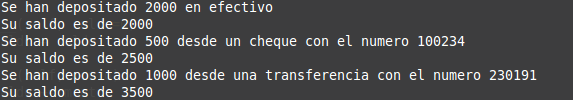 Se han depositado 2000 en efectivo
Su saldo es de 2000
Se han depositado 500 desde un cheque con el numero 100234
Su saldo es de 2500
Se han depositado 1000 desde una transferencia con el numero 230191
Su saldo es de 3500